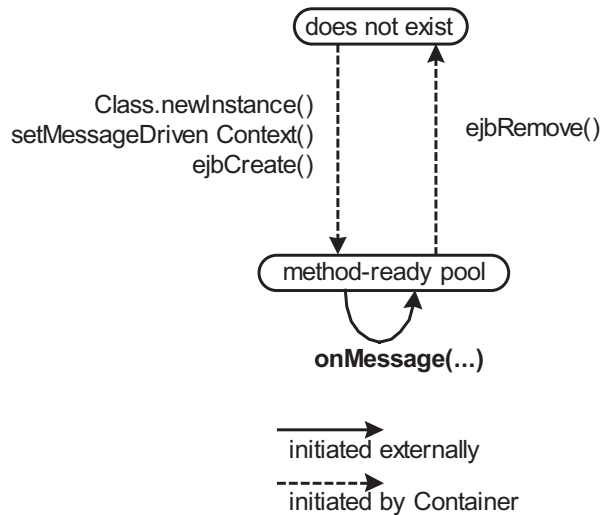 does not exist
Class.newInstance()
setMessageDriven Context()
ejbCreate()
ejbRemove()
method-ready pool
onMessage(...)
initiated externally
initiated by Container